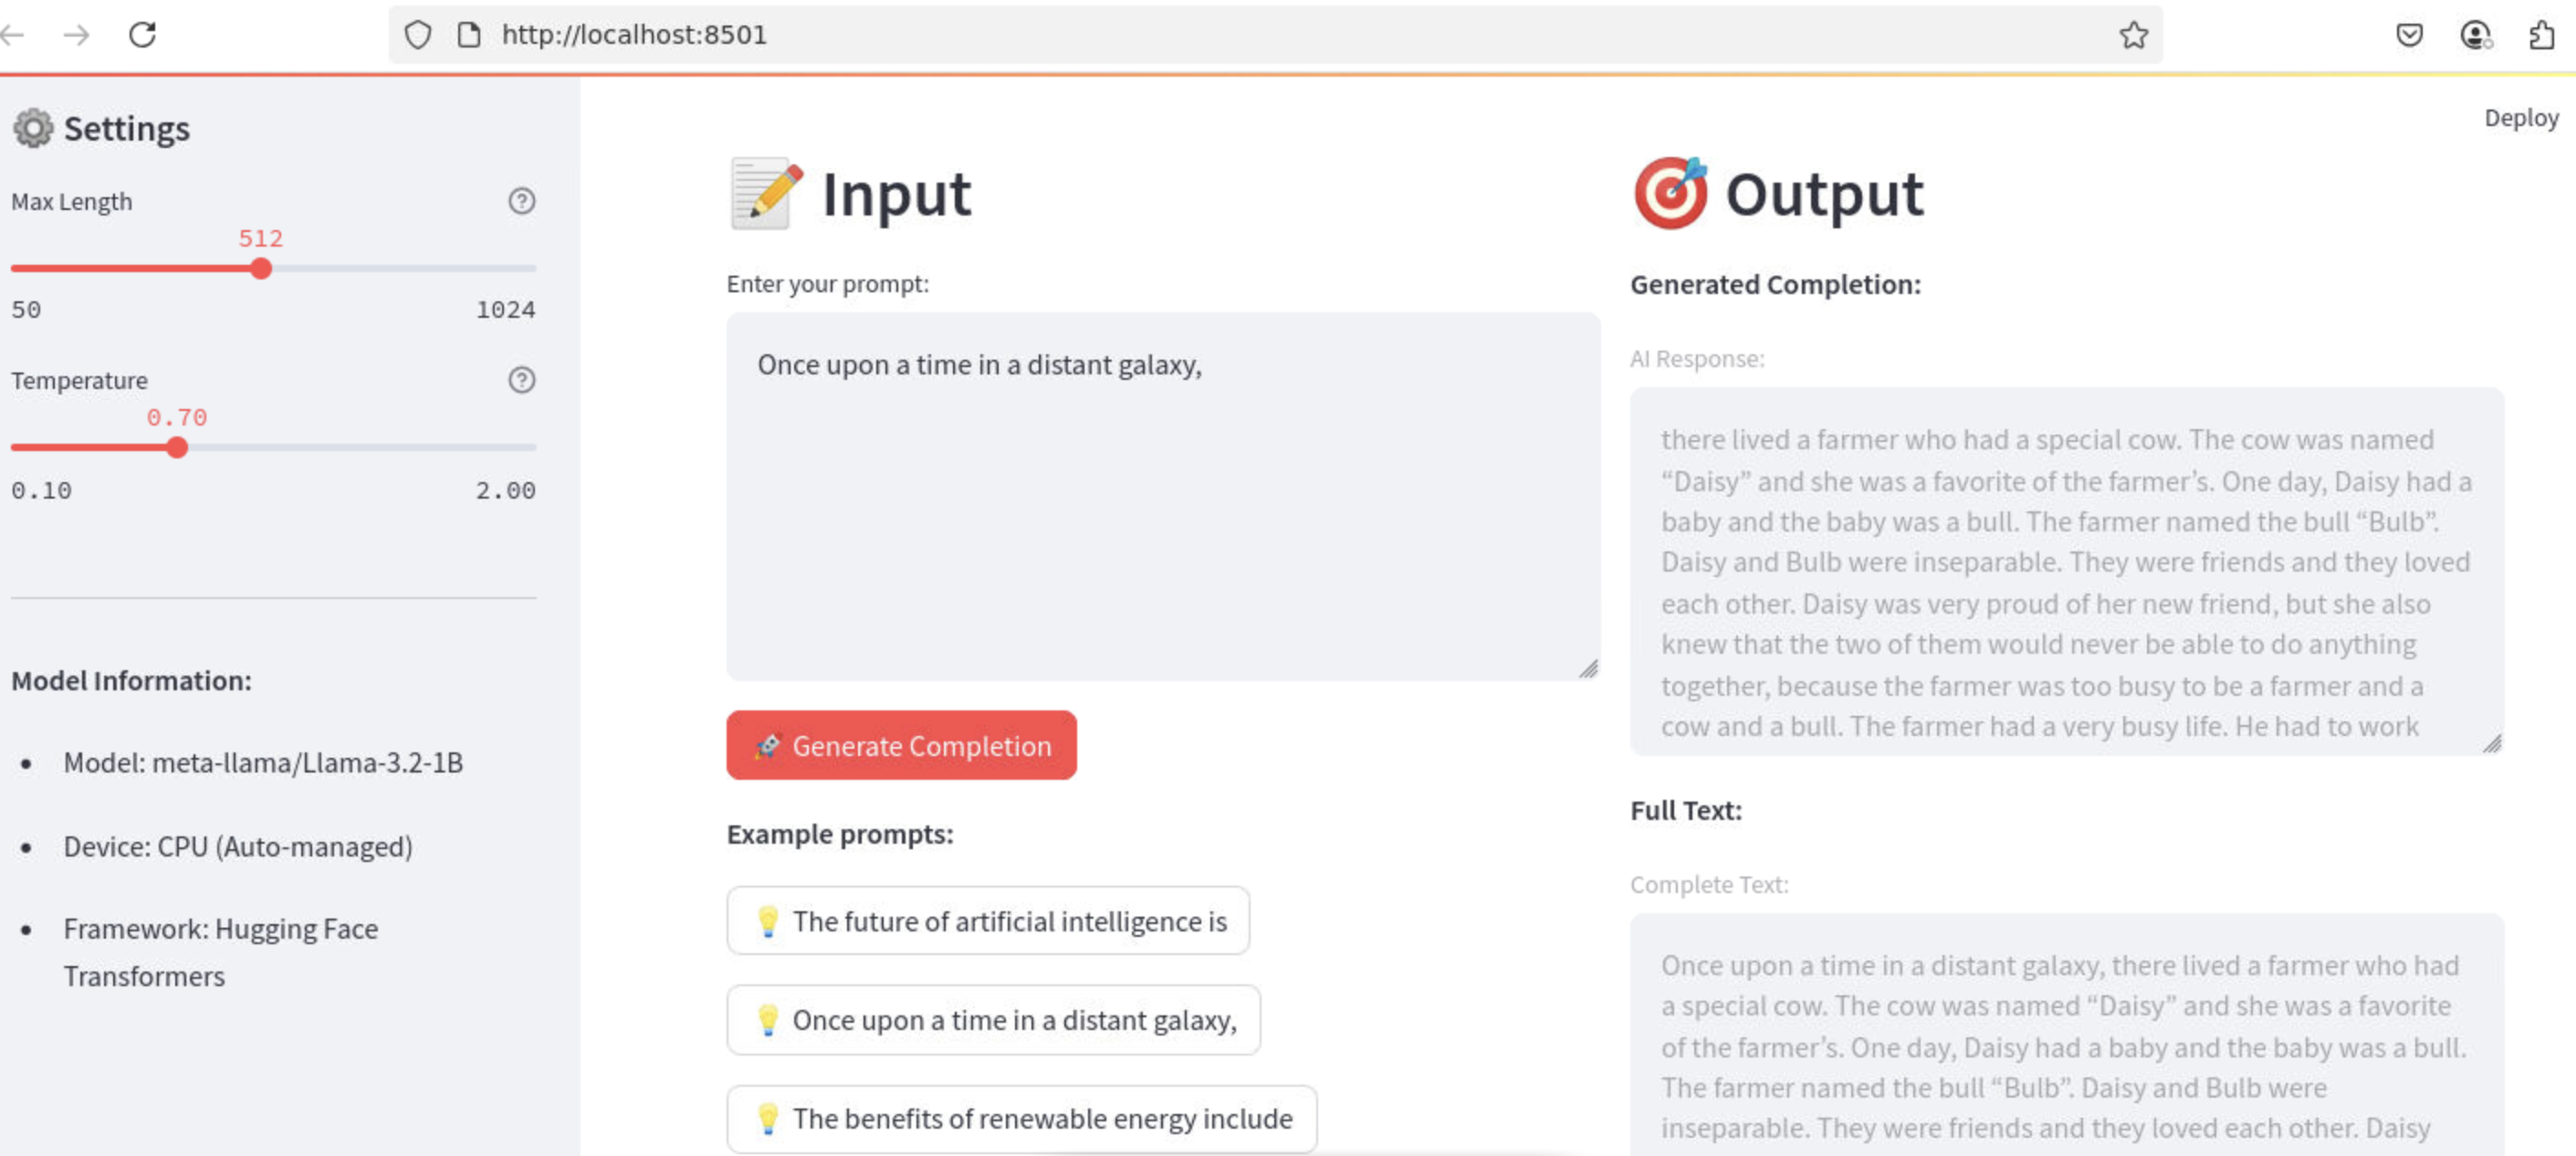 http://localhost:8501
Deploy
Settings
Max Length
512
50 1024
Temperature
0.70
0.10 2.00
Model Information:
• Model: meta-llama/Llama-3.2-1B
• Device: CPU (Auto-managed)
• Framework: Hugging Face
Transformers
Input
Enter your prompt:
Once upon a time in a distant galaxy,
Generate Completion
Example prompts:
The future of artificial intelligence is
Once upon a time in a distant galaxy,
The benefits of renewable energy include
Output
Generated Completion:
AI Response:
there lived a farmer who had a special cow. The cow was named
“Daisy” and she was a favorite of the farmer’s. One day, Daisy had a
baby and the baby was a bull. The farmer named the bull “Bulb”.
Daisy and Bulb were inseparable. They were friends and they loved
each other. Daisy was very proud of her new friend, but she also
knew that the two of them would never be able to do anything
together, because the farmer was too busy to be a farmer and a
cow and a bull. The farmer had a very busy life. He had to work
Full Text:
Complete Text:
Once upon a time in a distant galaxy, there lived a farmer who had
a special cow. The cow was named “Daisy” and she was a favorite
of the farmer’s. One day, Daisy had a baby and the baby was a bull.
The farmer named the bull “Bulb”. Daisy and Bulb were
inseparable. They were friends and they loved each other. Daisy